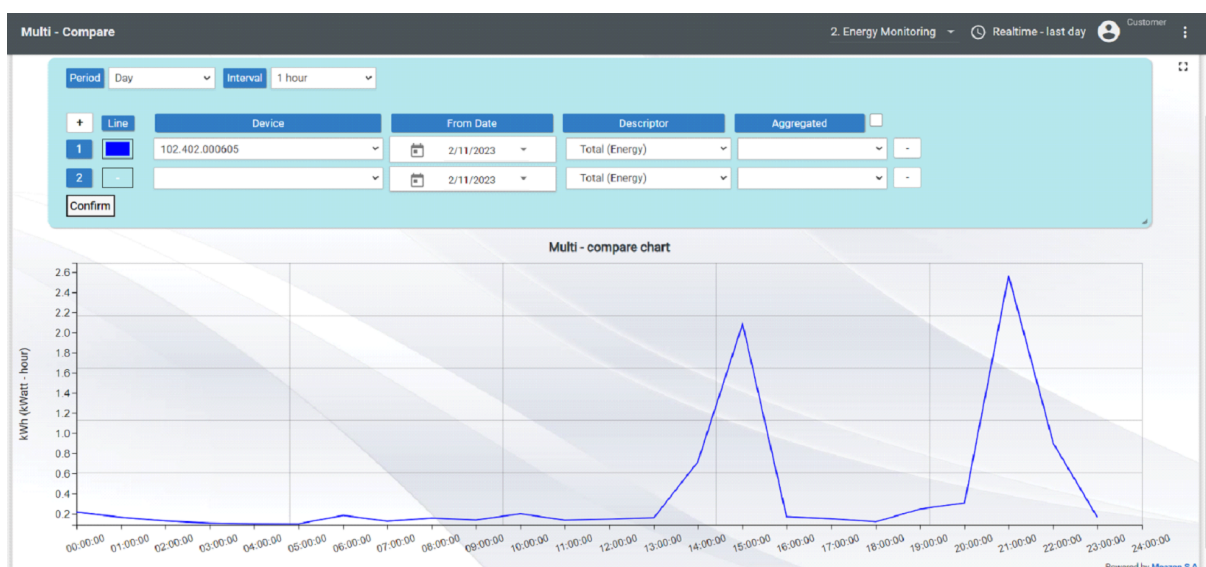 Multi - Compare
2. Energy Monitoring
Realtime - last day
Customer
Period Day Interval 1 hour
+ Line Device From Date Descriptor Aggregated
1 102.402.000605 2/11/2023 Total (Energy) -
2 - 2/11/2023 Total (Energy) -
Confirm
Multi - compare chart
kWh (kWatt - hour)
2.6
2.4
2.2
2.0
1.8
1.6
1.4
1.2
1.0
0.8
0.6
0.4
0.2
00:00:00 01:00:00 02:00:00 03:00:00 04:00:00 05:00:00 06:00:00 07:00:00 08:00:00 09:00:00 10:00:00 11:00:00 12:00:00 13:00:00 14:00:00 15:00:00 16:00:00 17:00:00 18:00:00 19:00:00 20:00:00 21:00:00 22:00:00 23:00:00 24:00:00
Powered by Meazon S.A.